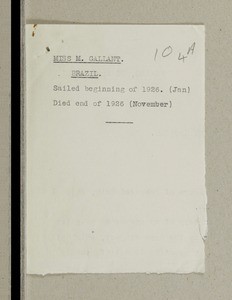 104A
MISS M. GALLANT.
BRAZIL.
Sailed beginning of 1926. (Jan)
Died end of 1926 (November)